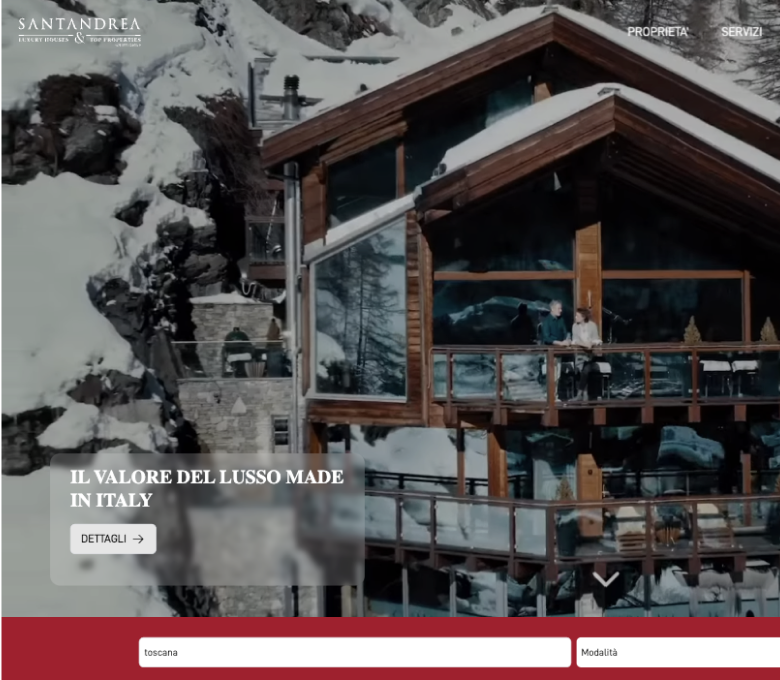 SANTANDREA
LUXURY HOUSES & TOP PROPERTIES
PROPRIETA'
SERVIZI
IL VALORE DEL LUSSO MADE
IN ITALY
DETTAGLI
toscana
Modalità